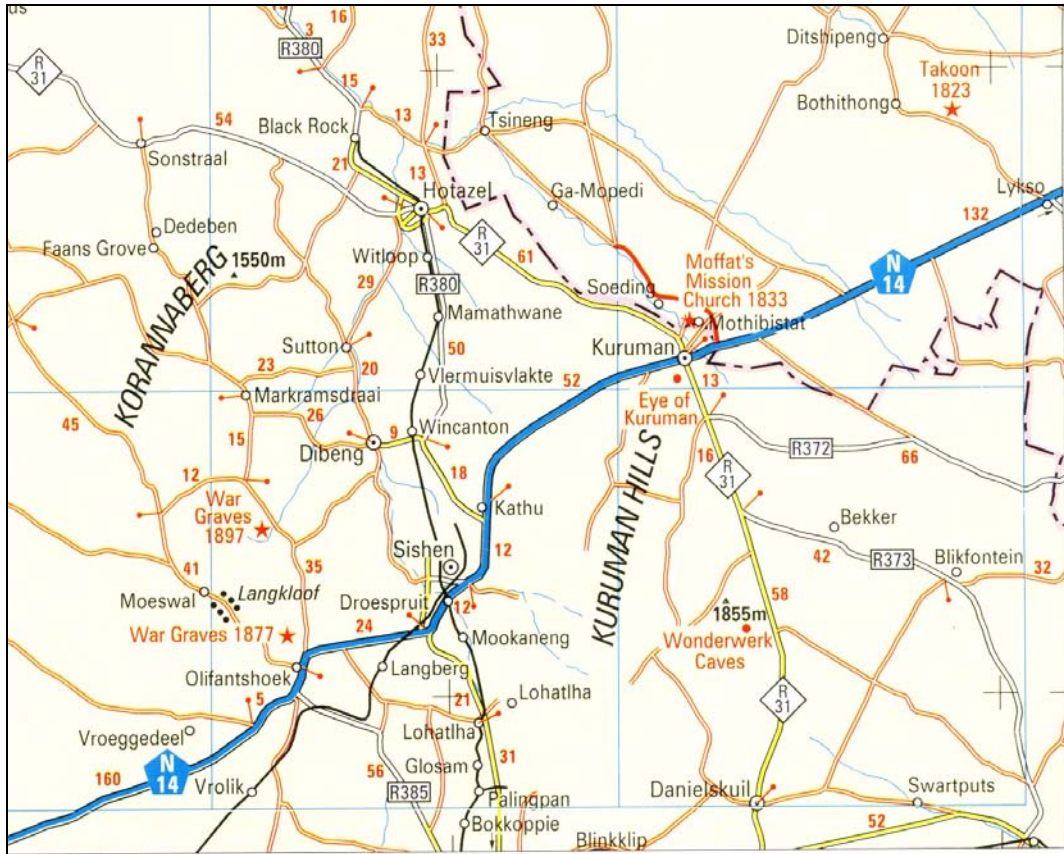 ds
3
16
33
R380
R
31
15
13
Ditshipeng
Takoon
1823
Bothithong
Tsineng
54
Black Rock
Sonstraal
21
13
Hotazel
Ga-Mopedi
Lykso
132
Dedeben
Faans Grove
1550m
R
31
61
Witloop
R380
29
KORANNABERG
Moffat's
Mission
Church 1833
Soeding
Mothibistat
N
14
Mamathwane
Sutton
50
Kuruman
23
20
Vlermuisvlakte
52
13
Eye of
Kuruman
Markramsdraai
26
9
Wincanton
45
15
Dibeng
18
16
R372
66
KURUMAN HILLS
R
31
12
War
Graves
1897
Kathu
Bekker
42
R373
Sishen
12
Blikfontein
32
41
35
Moeswal
Langkloof
Droespruit
12
1855m
58
War Graves 1877
24
Mookaneng
Wonderwerk
Caves
Olifantshoek
Langberg
21
Lohatlha
R
31
5
Vroeggedeel
Lohatlha
31
N
14
160
Vrolik
56
R385
Glosam
Palingpan
Danielskuil
Swartputs
Bokkoppie
52
Blinkklip